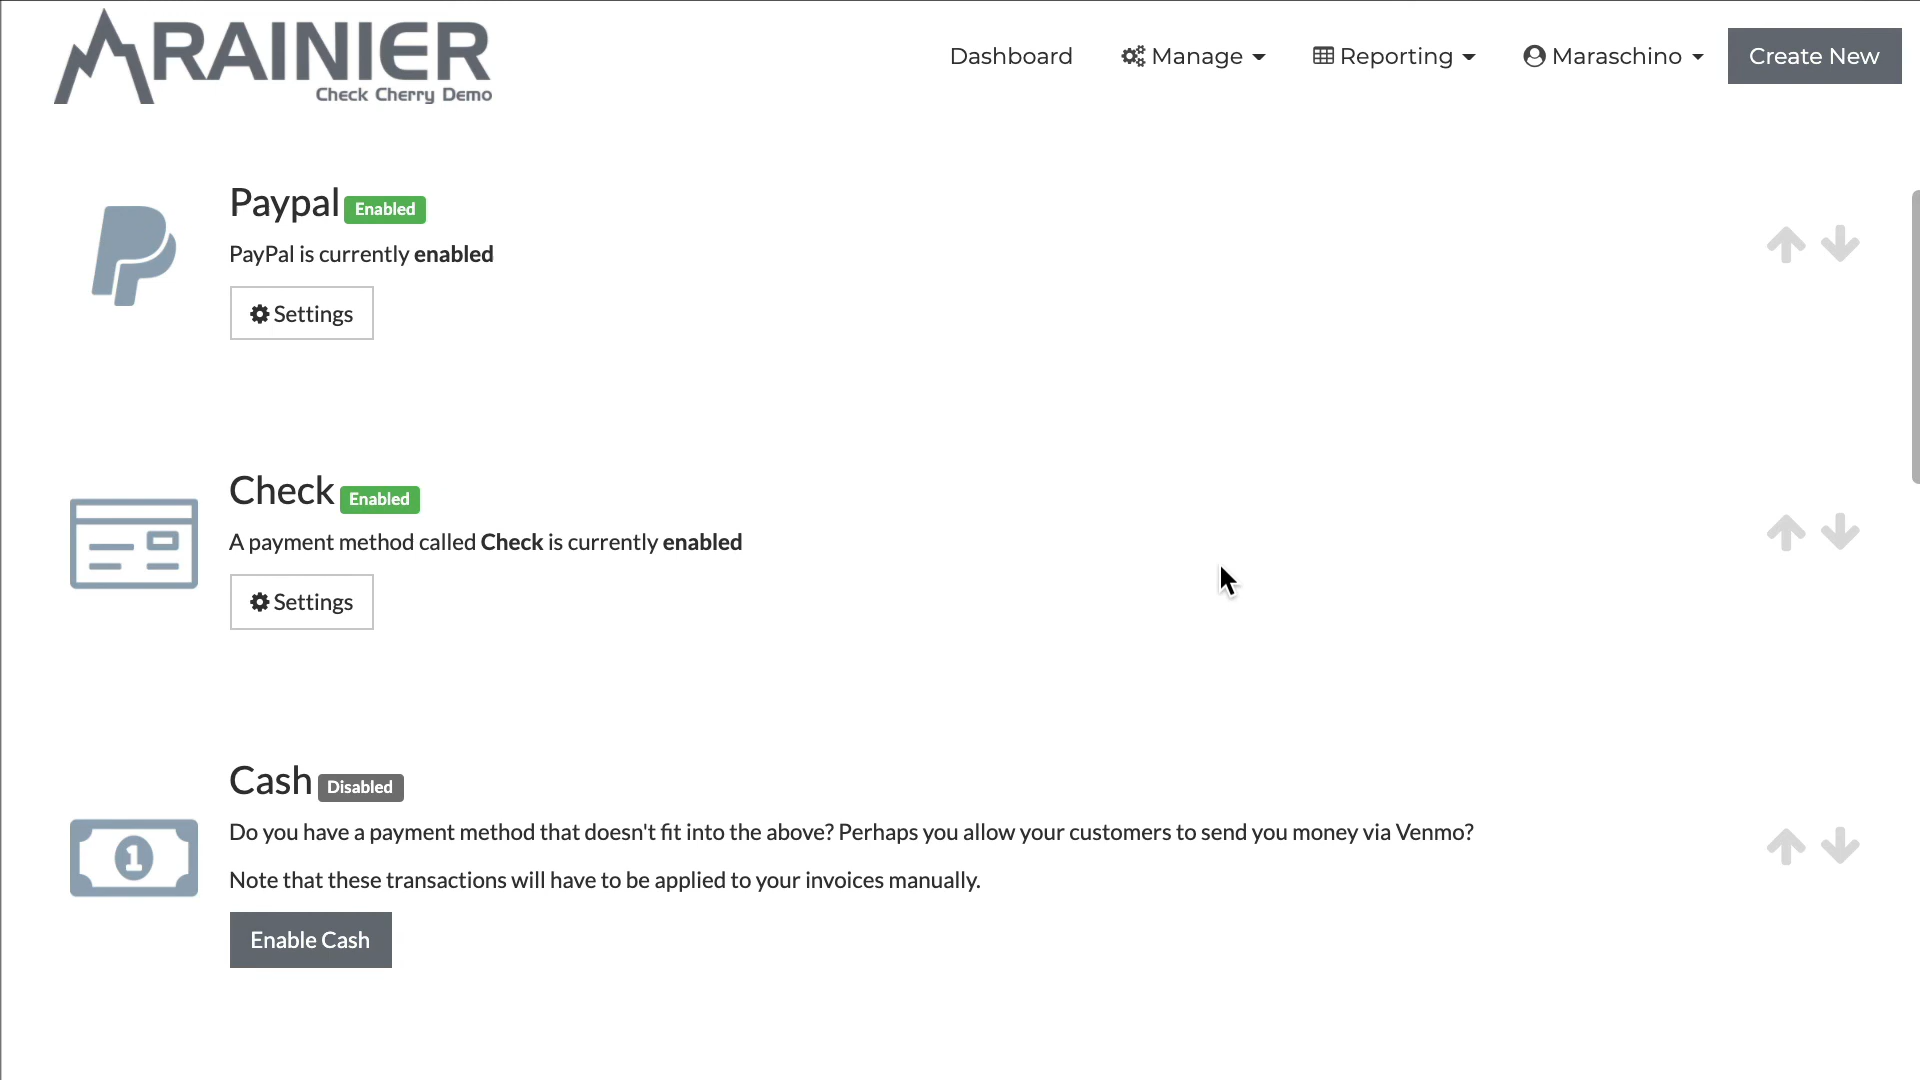 RAINIER
Check Cherry Demo
Dashboard Manage Reporting Maraschino Create New
Paypal Enabled
PayPal is currently enabled
Settings
Check Enabled
A payment method called Check is currently enabled
Settings
Cash Disabled
Do you have a payment method that doesn't fit into the above? Perhaps you allow your customers to send you money via Venmo?
Note that these transactions will have to be applied to your invoices manually.
1
Enable Cash